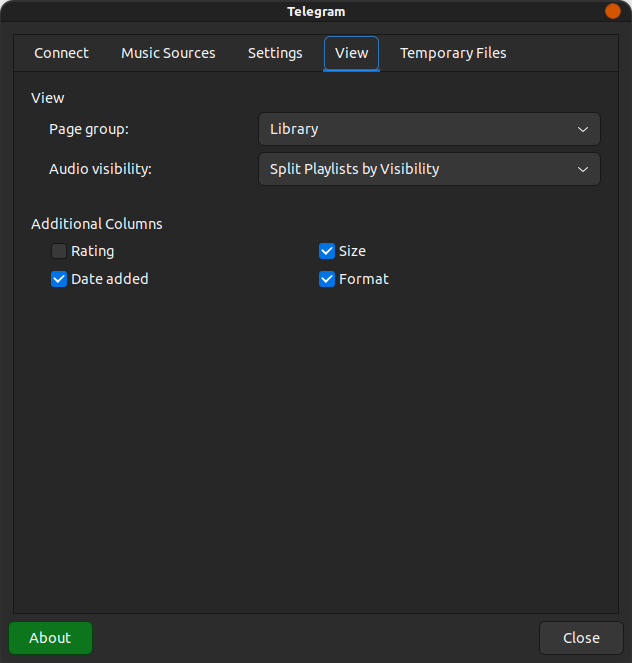 Telegram
Connect Music Sources Settings View Temporary Files
View
Page group: Library
Audio visibility: Split Playlists by Visibility
Additional Columns
Rating Size
Date added Format
About Close